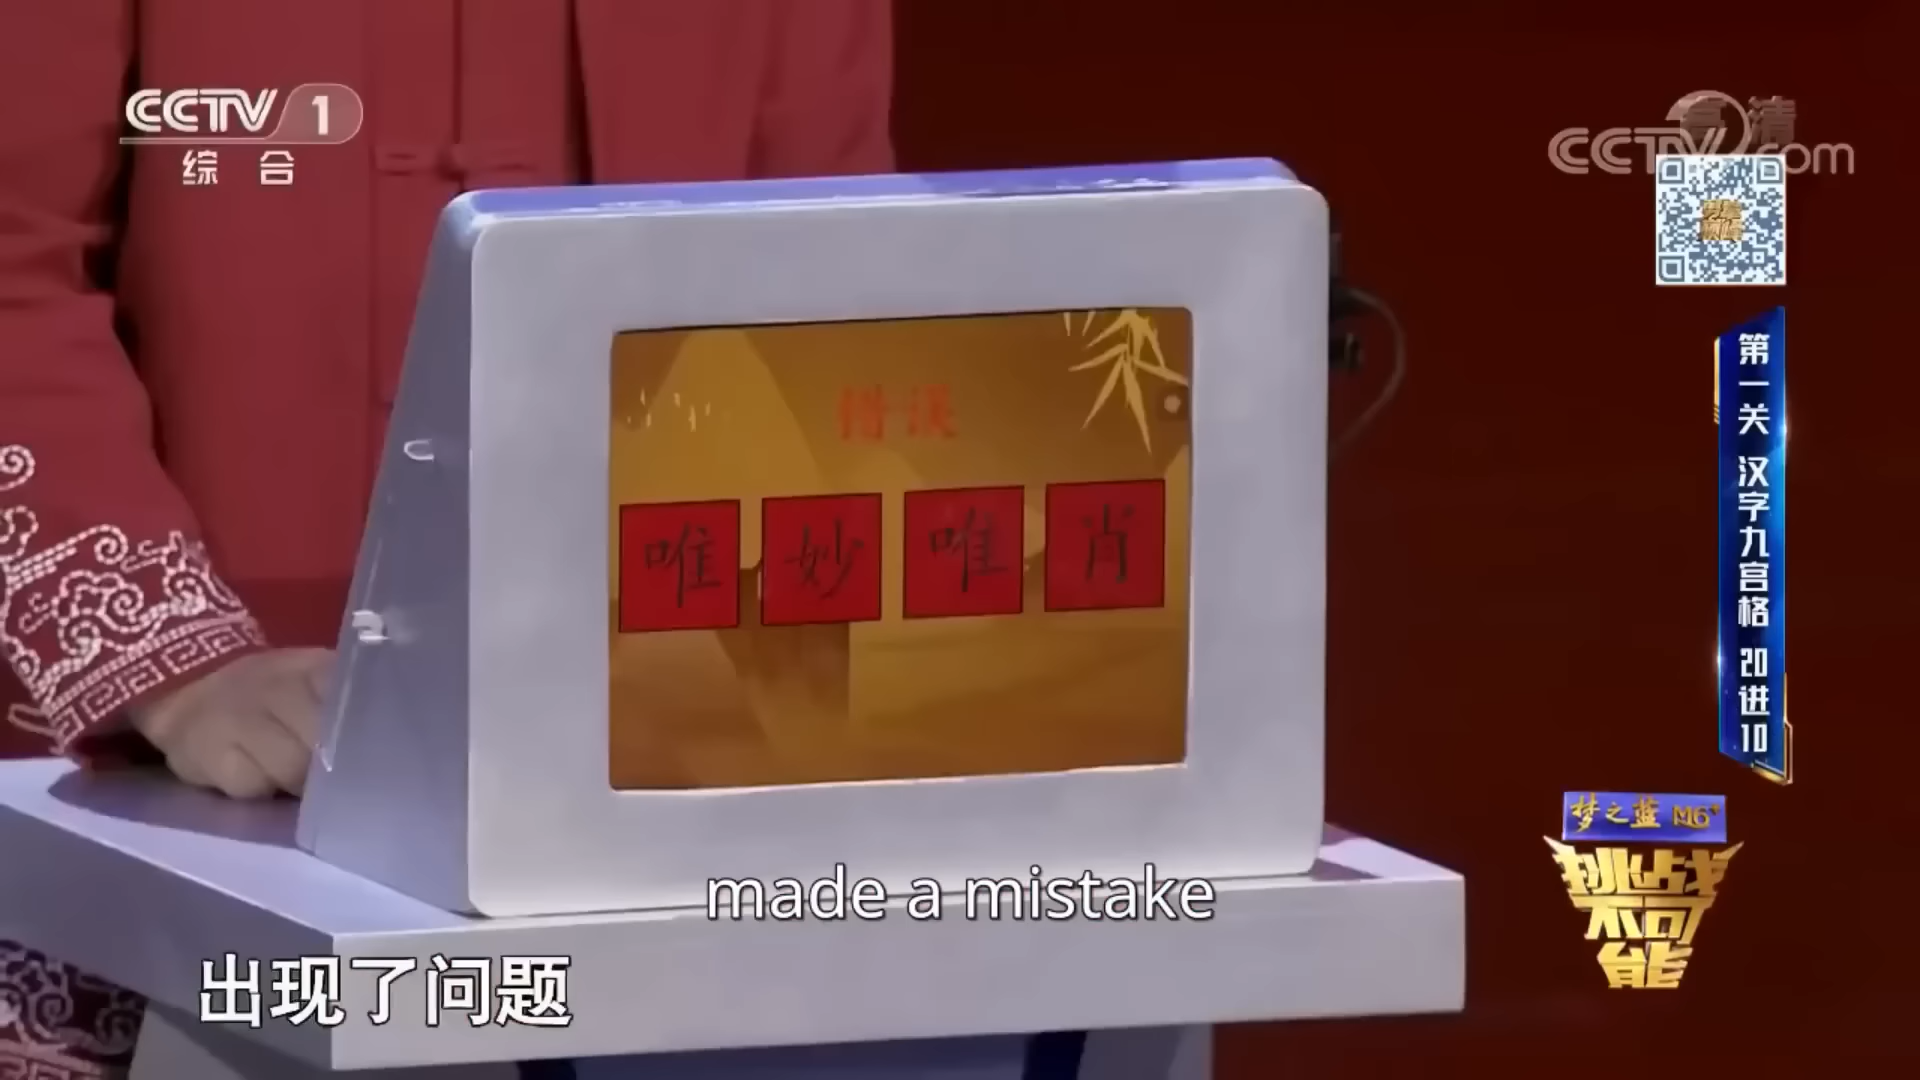 CCTV 1
综合
高清
CCTV.com
错误
唯妙唯肖
第一关 汉字九宫格 20进10
梦之蓝 M6+
挑战
不可
能
made a mistake
出现了问题